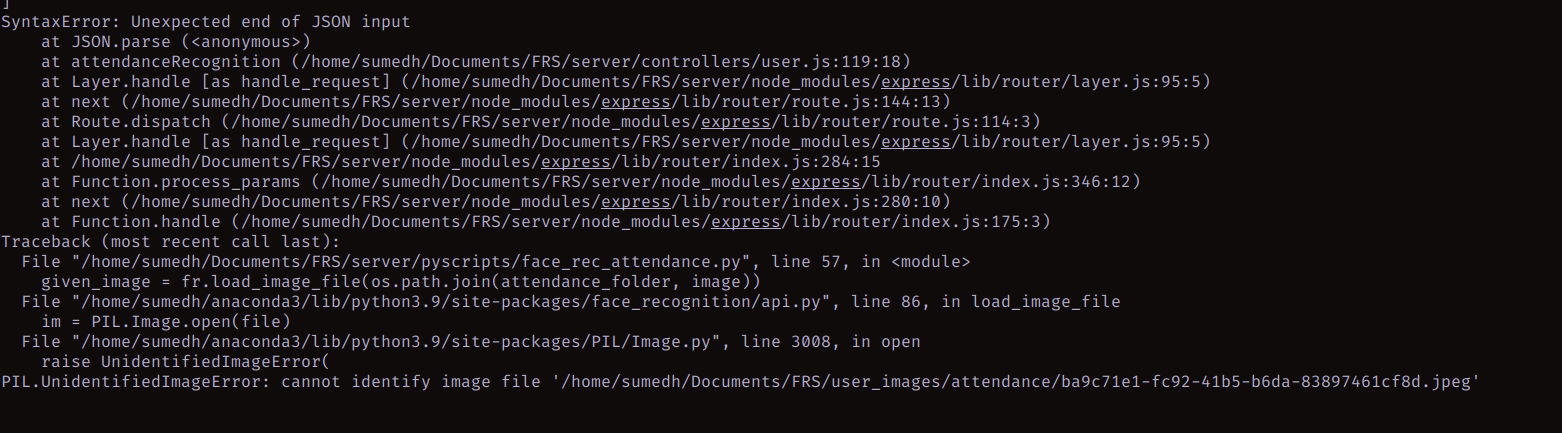 ]
SyntaxError: Unexpected end of JSON input
    at JSON.parse (<anonymous>)
    at attendanceRecognition (/home/sumedh/Documents/FRS/server/controllers/user.js:119:18)
    at Layer.handle [as handle_request] (/home/sumedh/Documents/FRS/server/node_modules/express/lib/router/layer.js:95:5)
    at next (/home/sumedh/Documents/FRS/server/node_modules/express/lib/router/route.js:144:13)
    at Route.dispatch (/home/sumedh/Documents/FRS/server/node_modules/express/lib/router/route.js:114:3)
    at Layer.handle [as handle_request] (/home/sumedh/Documents/FRS/server/node_modules/express/lib/router/layer.js:95:5)
    at /home/sumedh/Documents/FRS/server/node_modules/express/lib/router/index.js:284:15
    at Function.process_params (/home/sumedh/Documents/FRS/server/node_modules/express/lib/router/index.js:346:12)
    at next (/home/sumedh/Documents/FRS/server/node_modules/express/lib/router/index.js:280:10)
    at Function.handle (/home/sumedh/Documents/FRS/server/node_modules/express/lib/router/index.js:175:3)
Traceback (most recent call last):
  File "/home/sumedh/Documents/FRS/server/pyscripts/face_rec_attendance.py", line 57, in <module>
    given_image = fr.load_image_file(os.path.join(attendance_folder, image))
  File "/home/sumedh/anaconda3/lib/python3.9/site-packages/face_recognition/api.py", line 86, in load_image_file
    im = PIL.Image.open(file)
  File "/home/sumedh/anaconda3/lib/python3.9/site-packages/PIL/Image.py", line 3008, in open
    raise UnidentifiedImageError(
PIL.UnidentifiedImageError: cannot identify image file '/home/sumedh/Documents/FRS/user_images/attendance/ba9c71e1-fc92-41b5-b6da-83897461cf8d.jpeg'